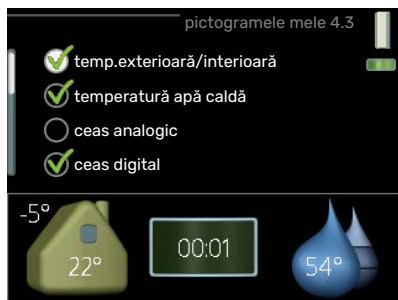 pictogramele mele 4.3
temp.exterioară/interioară
temperatură apă caldă
ceas analogic
ceas digital
-5°
22°
00:01
54°